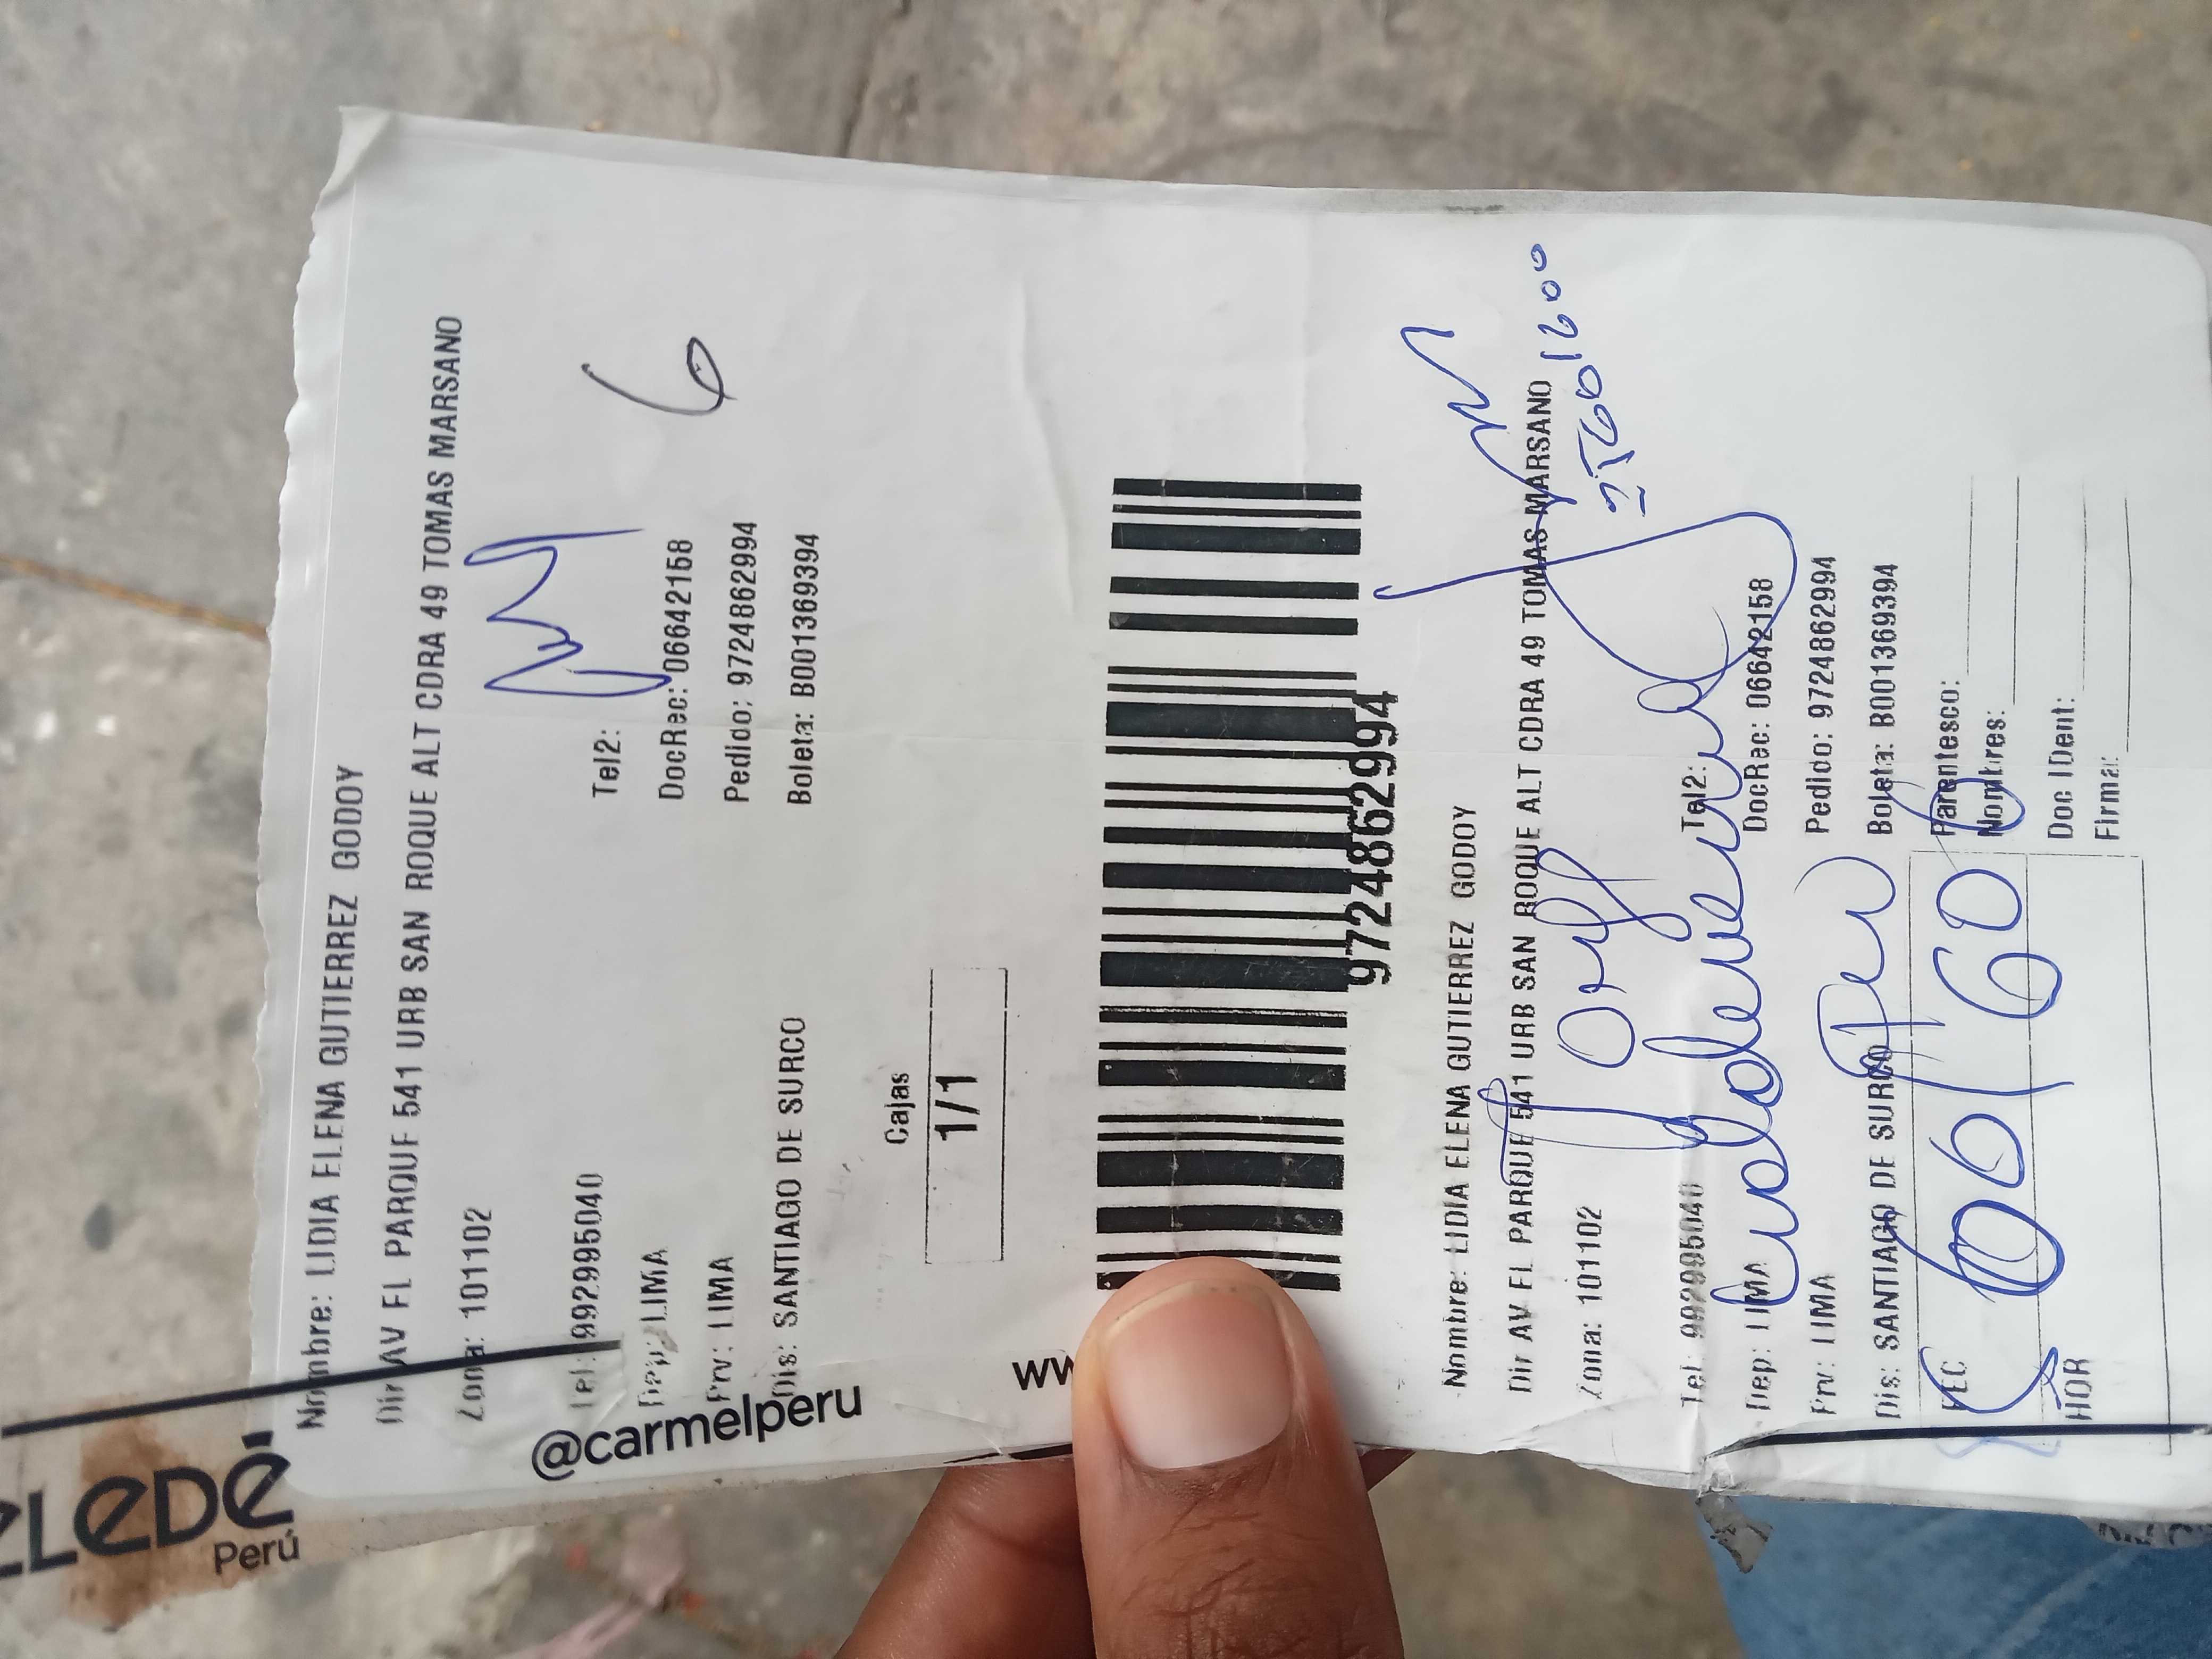 Nombre: LIDIA ELENA GUTIERREZ GODOY
Dir AV EL PARQUE 541 URB SAN ROQUE ALT CDRA 49 TOMAS MARSANO
Zona: 101102
Tel: 992995040 Tel2:
6
Dep: LIMA DocRec: 06642158
Prv: LIMA Pedido: 9724862994
Dis: SANTIAGO DE SURCO Boleta: B001369394
Cajas
1/1
9724862994
Nombre: LIDIA ELENA GUTIERREZ GODOY
Dir AV EL PARQUE 541 URB SAN ROQUE ALT CDRA 49 TOMAS MARSANO
Zona: 101102
Tel: 992995040 Tel2:
Dep: LIMA DocRec: 06642158
Prv: LIMA Pedido: 9724862994
Dis: SANTIAGO DE SURCO Boleta: B001369394
FEC Parentesco:
Nombres:
HOR Doc IDent:
Firma:
LEDÉ
Perú
@carmelperu